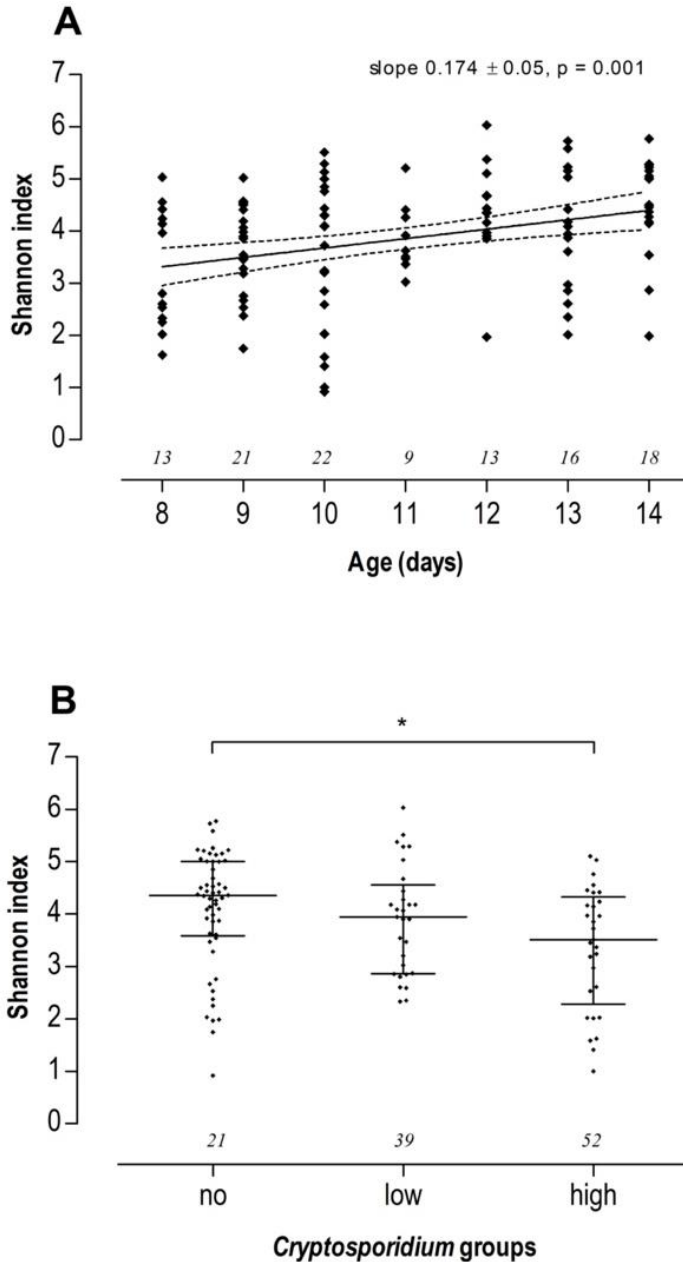 A
slope 0.174 ± 0.05, p = 0.001
7
6
5
4
3
2
1
0
Shannon index
13 21 22 9 13 16 18
8 9 10 11 12 13 14
Age (days)
B
*
7
6
5
4
3
2
1
0
Shannon index
21 39 52
no low high
Cryptosporidium groups